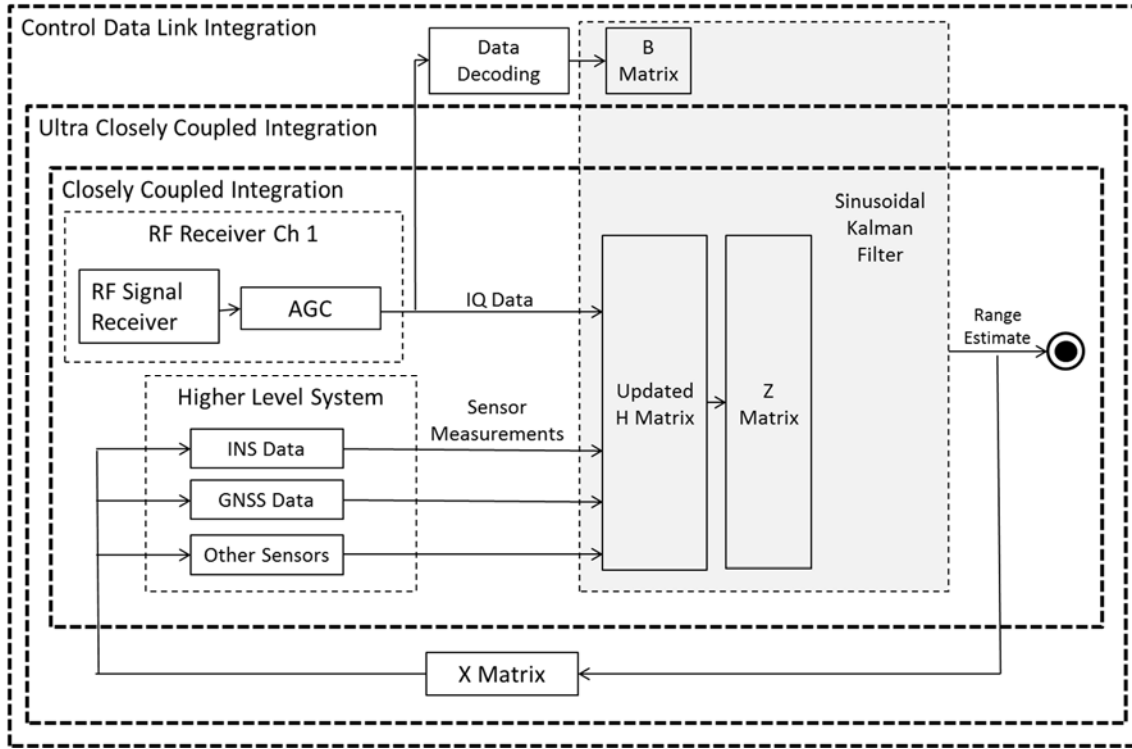 Control Data Link Integration
Data
Decoding
B
Matrix
Ultra Closely Coupled Integration
Closely Coupled Integration
RF Receiver Ch 1
RF Signal
Receiver
AGC
IQ Data
Sinusoidal
Kalman
Filter
Range
Estimate
Higher Level System
Sensor
Measurements
INS Data
GNSS Data
Other Sensors
Updated
H Matrix
Z
Matrix
X Matrix